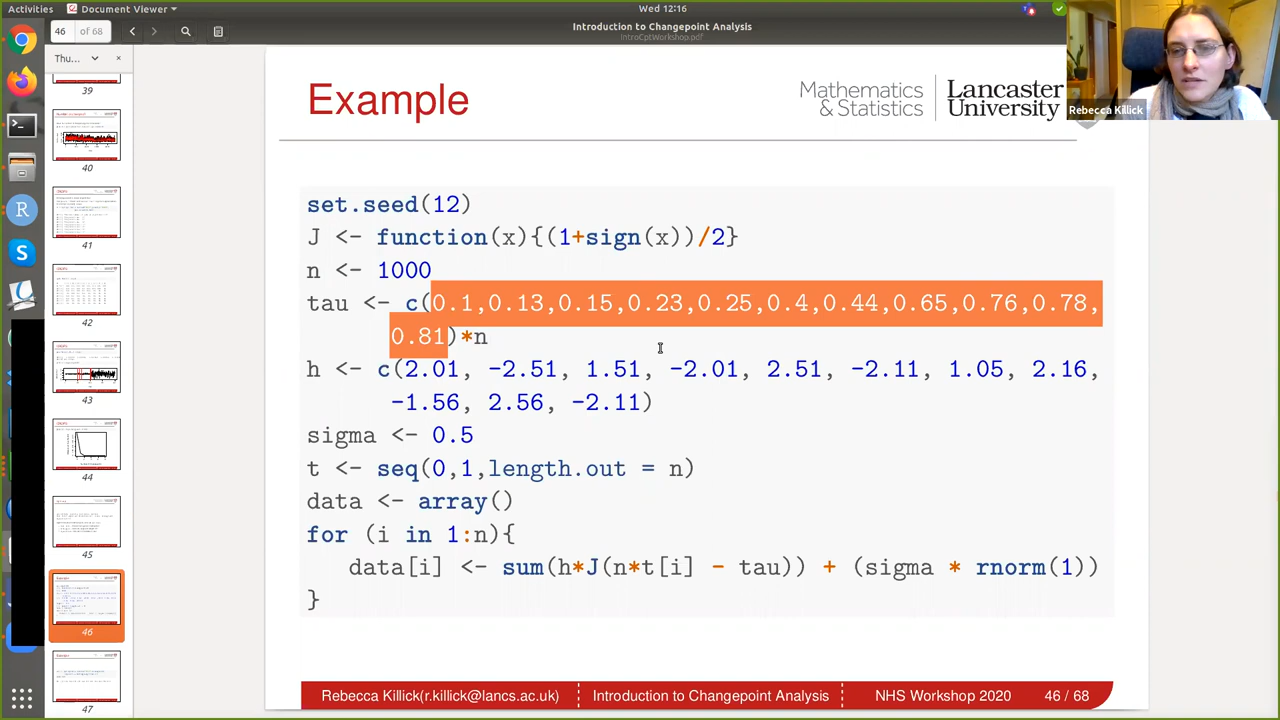 Activities Document Viewer Wed 12:16
46 of 68
Introduction to Changepoint Analysis
IntroCptWorkshop.pdf
Thu...
39
40
41
42
43
44
45
46
47
Example
Mathematics & Statistics
Lancaster University
Rebecca Killick
set.seed(12)
J <- function(x){(1+sign(x))/2}
n <- 1000
tau <- c(0.1,0.13,0.15,0.23,0.25,0.4,0.44,0.65,0.76,0.78,
0.81)*n
h <- c(2.01, -2.51, 1.51, -2.01, 2.51, -2.11, 1.05, 2.16,
-1.56, 2.56, -2.11)
sigma <- 0.5
t <- seq(0,1,length.out = n)
data <- array()
for (i in 1:n){
data[i] <- sum(h*J(n*t[i] - tau)) + (sigma * rnorm(1))
}
Rebecca Killick(r.killick@lancs.ac.uk) Introduction to Changepoint Analysis NHS Workshop 2020 46 / 68